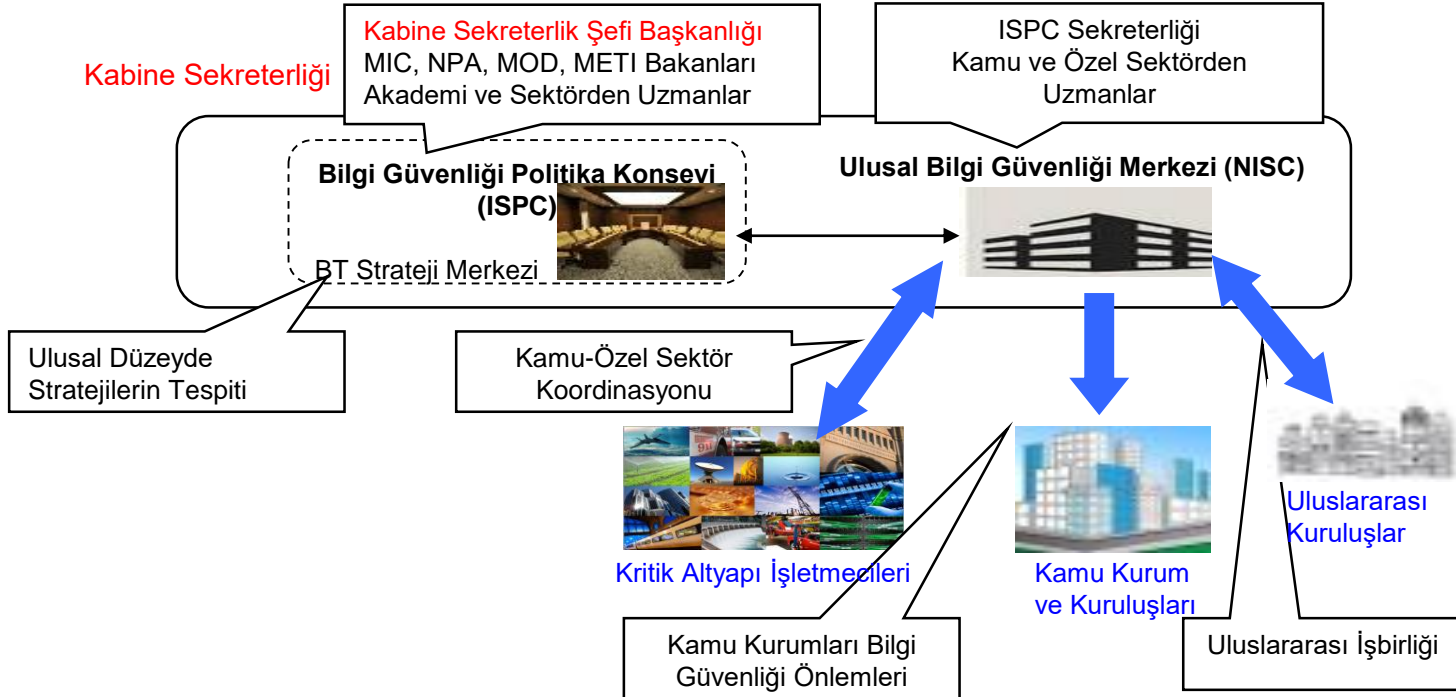 Kabine Sekreterliği
Kabine Sekreterlik Şefi Başkanlığı
MIC, NPA, MOD, METI Bakanları
Akademi ve Sektörden Uzmanlar
ISPC Sekreterliği
Kamu ve Özel Sektörden
Uzmanlar
Bilgi Güvenliği Politika Konsevi
(ISPC)
BT Strateji Merkezi
Ulusal Bilgi Güvenliği Merkezi (NISC)
Ulusal Düzeyde
Stratejilerin Tespiti
Kamu-Özel Sektör
Koordinasyonu
Kritik Altyapı İşletmecileri
Kamu Kurum
ve Kuruluşları
Uluslararası
Kuruluşlar
Kamu Kurumları Bilgi
Güvenliği Önlemleri
Uluslararası İşbirliği